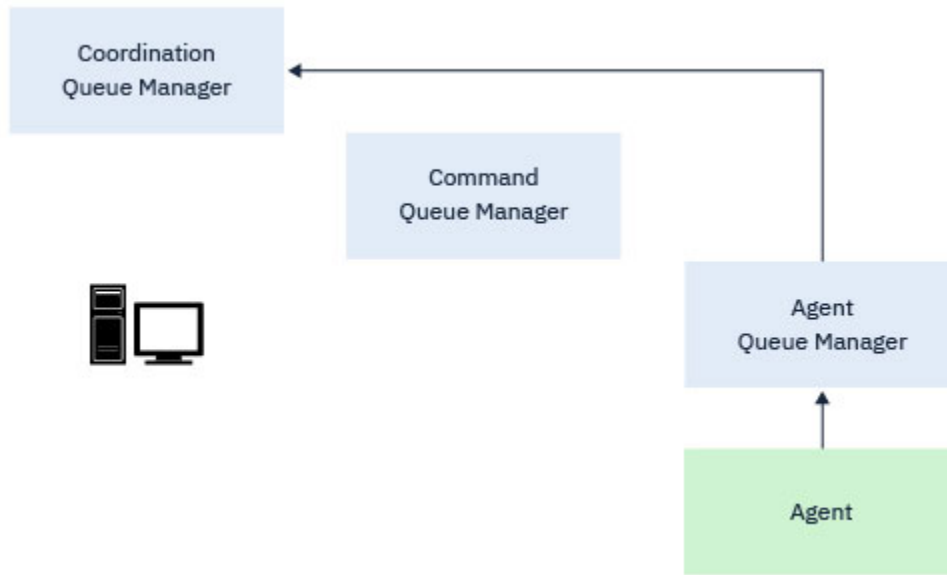 Coordination
Queue Manager
Command
Queue Manager
Agent
Queue Manager
Agent